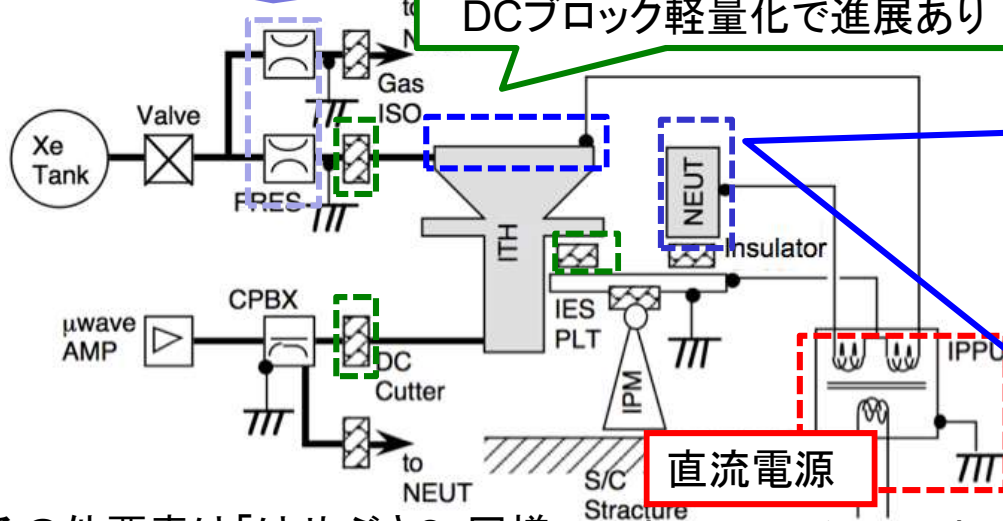 DCブロック軽量化で進展あり
to
Gas
ISO
Valve
Xe
Tank
FRES
ITH
NEUT
Insulator
CPBX
μwave
AMP
DC
Cutter
IES
PLT
IPM
IPPU
直流電源
to
NEUT
S/C
Stracture